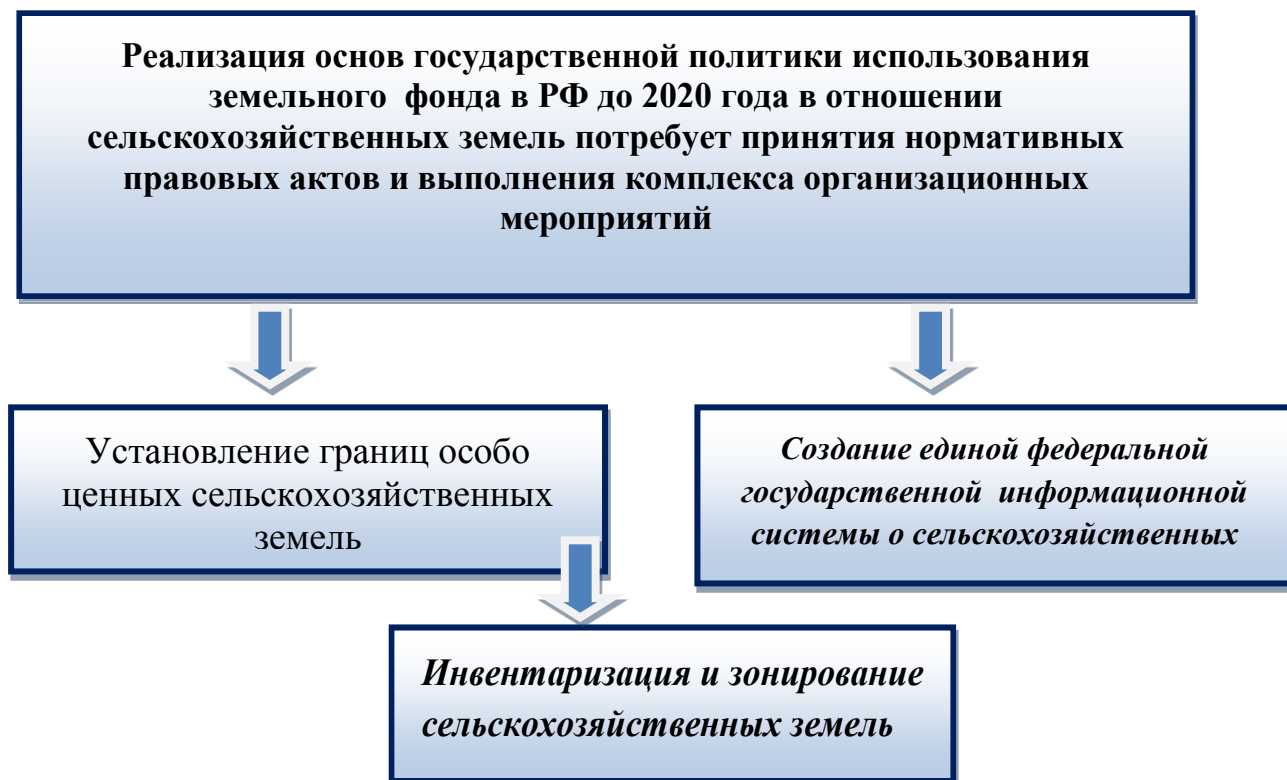 Реализация основ государственной политики использования
земельного фонда в РФ до 2020 года в отношении
сельскохозяйственных земель потребует принятия нормативных
правовых актов и выполнения комплекса организационных
мероприятий
Установление границ особо
ценных сельскохозяйственных
земель
Создание единой федеральной
государственной информационной
системы о сельскохозяйственных
Инвентаризация и зонирование
сельскохозяйственных земель